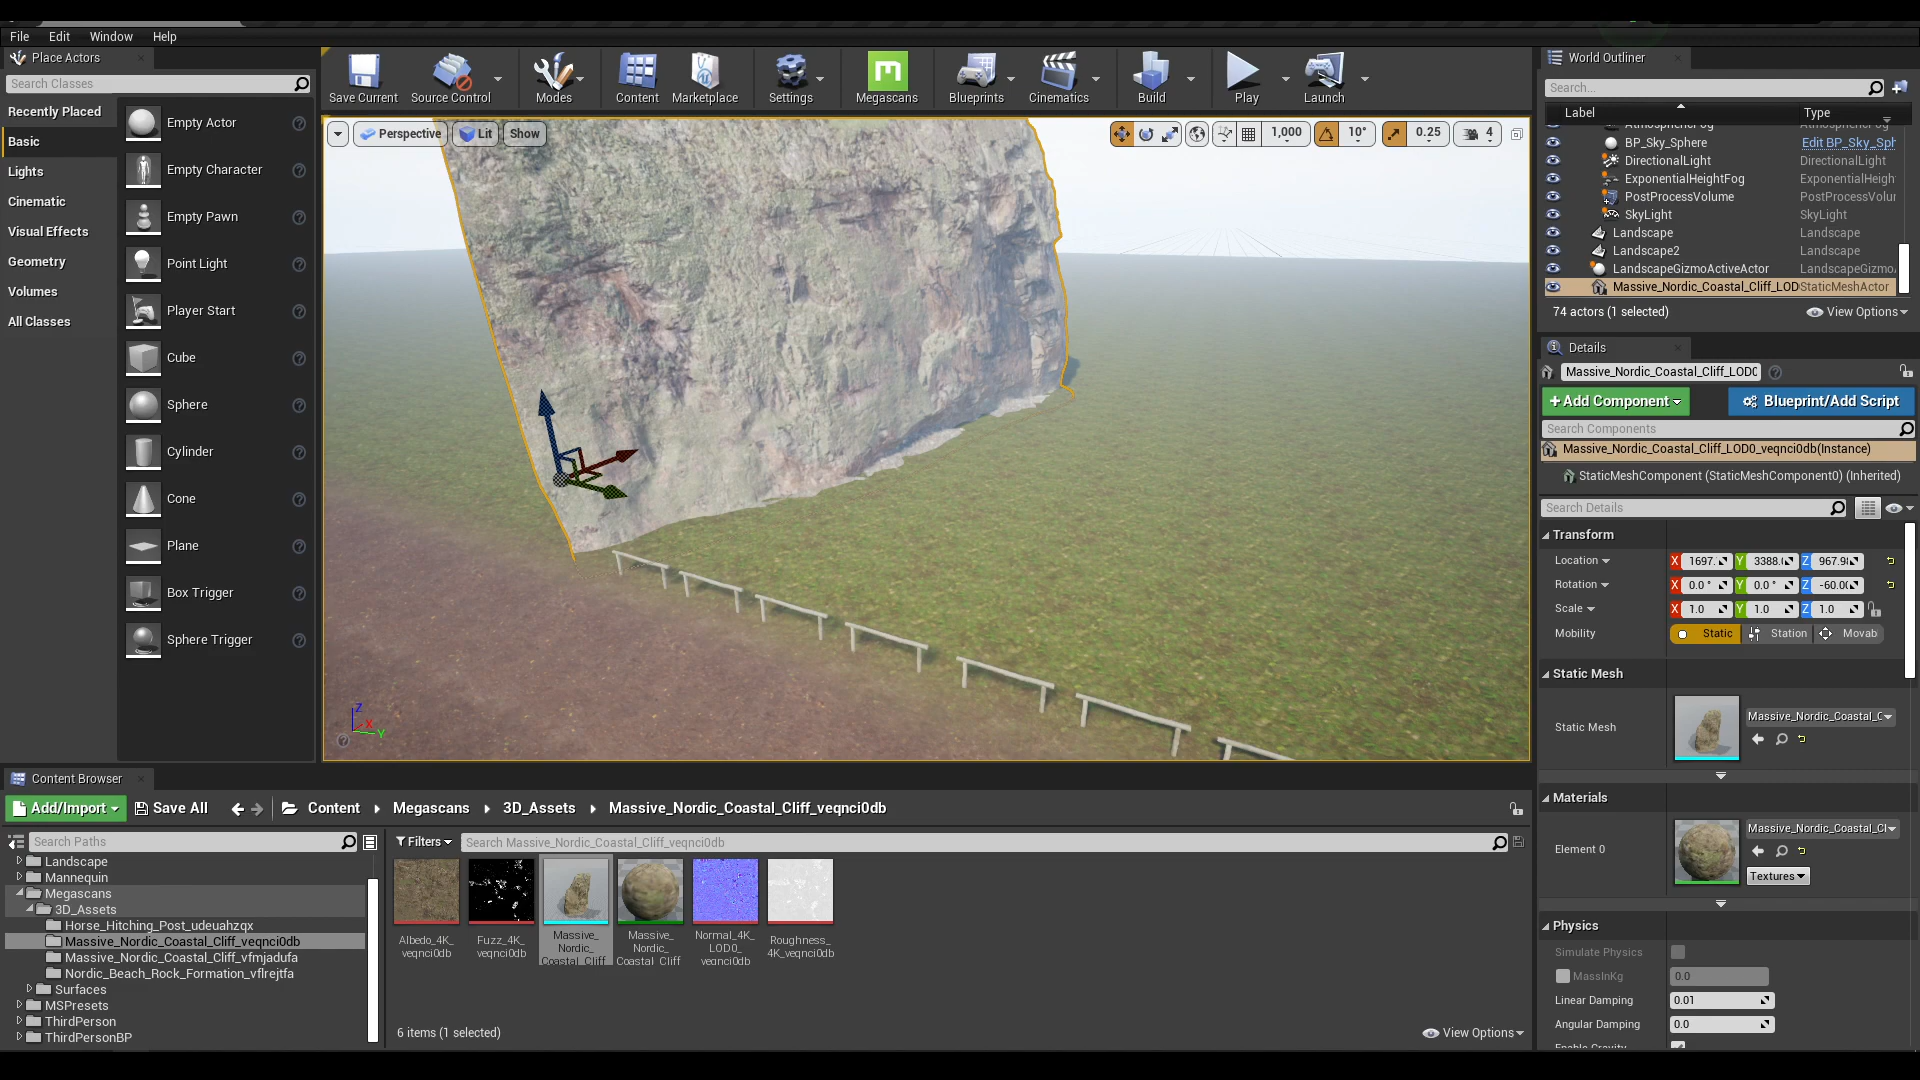 File Edit Window Help
Place Actors
Search Classes
Recently Placed
Basic
Lights
Cinematic
Visual Effects
Geometry
Volumes
All Classes
Empty Actor
Empty Character
Empty Pawn
Point Light
Player Start
Cube
Sphere
Cylinder
Cone
Plane
Box Trigger
Sphere Trigger
Save Current Source Control Modes Content Marketplace Settings Megascans Blueprints Cinematics Build Play Launch
Perspective Lit Show
1,000 10° 0.25 4
Z X Y
World Outliner
Search...
Label Type
AtmosphericFog
BP_Sky_Sphere Edit BP_Sky_Sph
DirectionalLight DirectionalLight
ExponentialHeightFog ExponentialHeigh
PostProcessVolume PostProcessVolur
SkyLight SkyLight
Landscape Landscape
Landscape2 Landscape
LandscapeGizmoActiveActor LandscapeGizmo
Massive_Nordic_Coastal_Cliff_LOD StaticMeshActor
74 actors (1 selected) View Options
Details
Massive_Nordic_Coastal_Cliff_LOD0
+Add Component Blueprint/Add Script
Search Components
Massive_Nordic_Coastal_Cliff_LOD0_veqnci0db(Instance)
StaticMeshComponent (StaticMeshComponent0) (Inherited)
Search Details
Transform
Location X 1697. Y 3388.( Z 967.9
Rotation X 0.0 ° Y 0.0 ° Z -60.0
Scale X 1.0 Y 1.0 Z 1.0
Mobility Static Station Movab
Static Mesh
Static Mesh Massive_Nordic_Coastal_C
Materials
Element 0 Massive_Nordic_Coastal_Cl
Textures
Physics
Simulate Physics
MassInKg 0.0
Linear Damping 0.01
Angular Damping 0.0
Enable Gravity
Content Browser
Add/Import Save All Content Megascans 3D_Assets Massive_Nordic_Coastal_Cliff_veqnci0db
Search Paths
Landscape
Mannequin
Megascans
3D_Assets
Horse_Hitching_Post_udeuahzqx
Massive_Nordic_Coastal_Cliff_veqnci0db
Massive_Nordic_Coastal_Cliff_vfmjadufa
Nordic_Beach_Rock_Formation_vflrejtfa
Surfaces
MSPresets
ThirdPerson
ThirdPersonBP
Filters Search Massive_Nordic_Coastal_Cliff_veqnci0db
Albedo_4K_
veqnci0db
Fuzz_4K_
veqnci0db
Massive_
Nordic_
Coastal_Cliff_
Massive_
Nordic_
Coastal_Cliff_
Normal_4K_
LOD0_
veqnci0db
Roughness_
4K_veqnci0db
6 items (1 selected) View Options